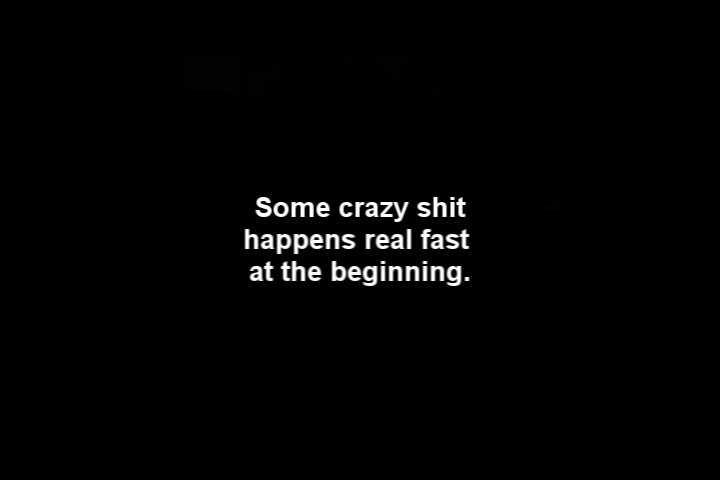 Some crazy shit
happens real fast
at the beginning.